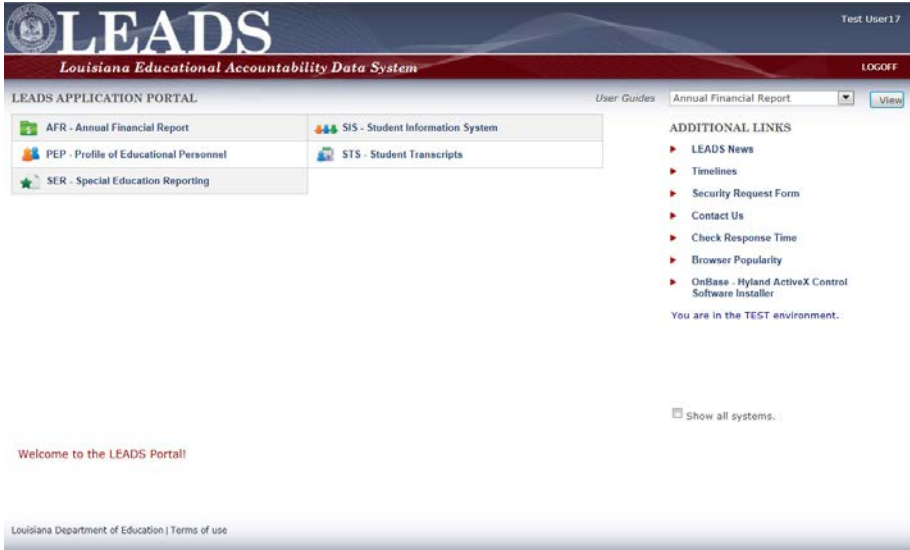 Test User17
LEADS
Louisiana Educational Accountability Data System
LOGOFF
LEADS APPLICATION PORTAL
User Guides
Annual Financial Report
View
AFR - Annual Financial Report
SIS - Student Information System
PEP - Profile of Educational Personnel
STS - Student Transcripts
SER - Special Education Reporting
ADDITIONAL LINKS
LEADS News
Timelines
Security Request Form
Contact Us
Check Response Time
Browser Popularity
OnBase - Hyland ActiveX Control
Software Installer
You are in the TEST environment.
Show all systems.
Welcome to the LEADS Portal!
Louisiana Department of Education | Terms of use